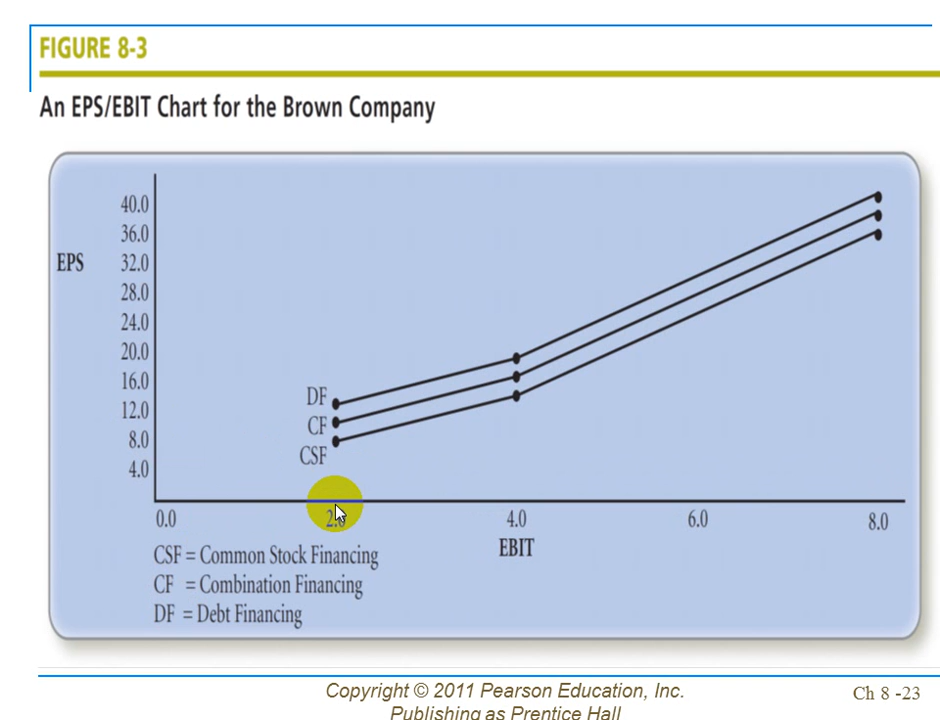 FIGURE 8-3
An EPS/EBIT Chart for the Brown Company
40.0
36.0
EPS
32.0
28.0
24.0
20.0
16.0
DF
12.0
CF
8.0
CSF
4.0
0.0 2.0 4.0 6.0 8.0
EBIT
CSF = Common Stock Financing
CF = Combination Financing
DF = Debt Financing
Copyright © 2011 Pearson Education, Inc.
Publishing as Prentice Hall
Ch 8 -23